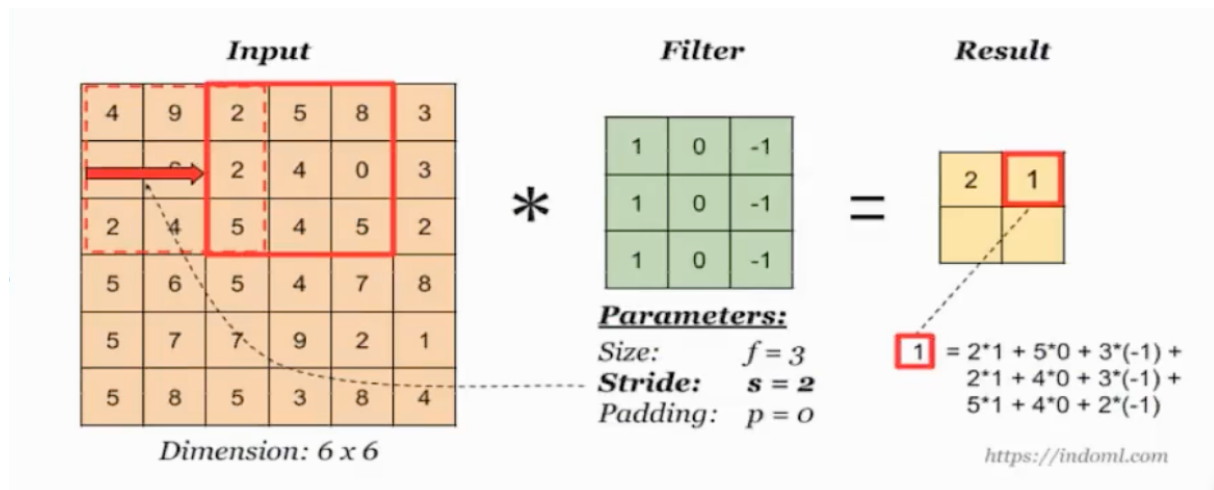 Input
Filter
Result
4 9 2 5 8 3
2 4 0 3
2 4 5 4 5 2
5 6 5 4 7 8
5 7 7 9 2 1
5 8 5 3 8 4
Dimension: 6 x 6
*
1 0 -1
1 0 -1
1 0 -1
Parameters:
Size: f = 3
Stride: s = 2
Padding: p = 0
=
2 1
1 = 2*1 + 5*0 + 3*(-1) +
2*1 + 4*0 + 3*(-1) +
5*1 + 4*0 + 2*(-1)
https://indoml.com